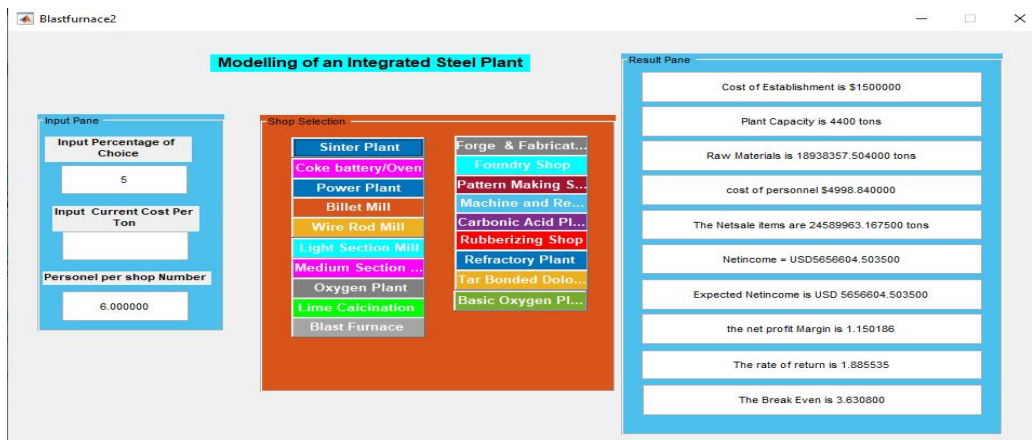 Blastfurnace2
Modelling of an Integrated Steel Plant
Input Pane
Input Percentage of
Choice
5
Input Current Cost Per
Ton
Personel per shop Number
6.000000
Shop Selection
Sinter Plant
Coke battery/Oven
Power Plant
Billet Mill
Wire Rod Mill
Light Section Mill
Medium Section ...
Oxygen Plant
Lime Calcination
Blast Furnace
Forge & Fabricat...
Foundry Shop
Pattern Making S...
Machine and Re...
Carbonic Acid Pl...
Rubberizing Shop
Refractory Plant
Tar Bonded Dolo...
Basic Oxygen Pl...
Result Pane
Cost of Establishment is $1500000
Plant Capacity is 4400 tons
Raw Materials is 18938357.504000 tons
cost of personnel $4998.840000
The Netsale items are 24589963.167500 tons
Netincome = USD5656604.503500
Expected Netincome is USD 5656604.503500
the net profit Margin is 1.150186
The rate of return is 1.885535
The Break Even is 3.630800